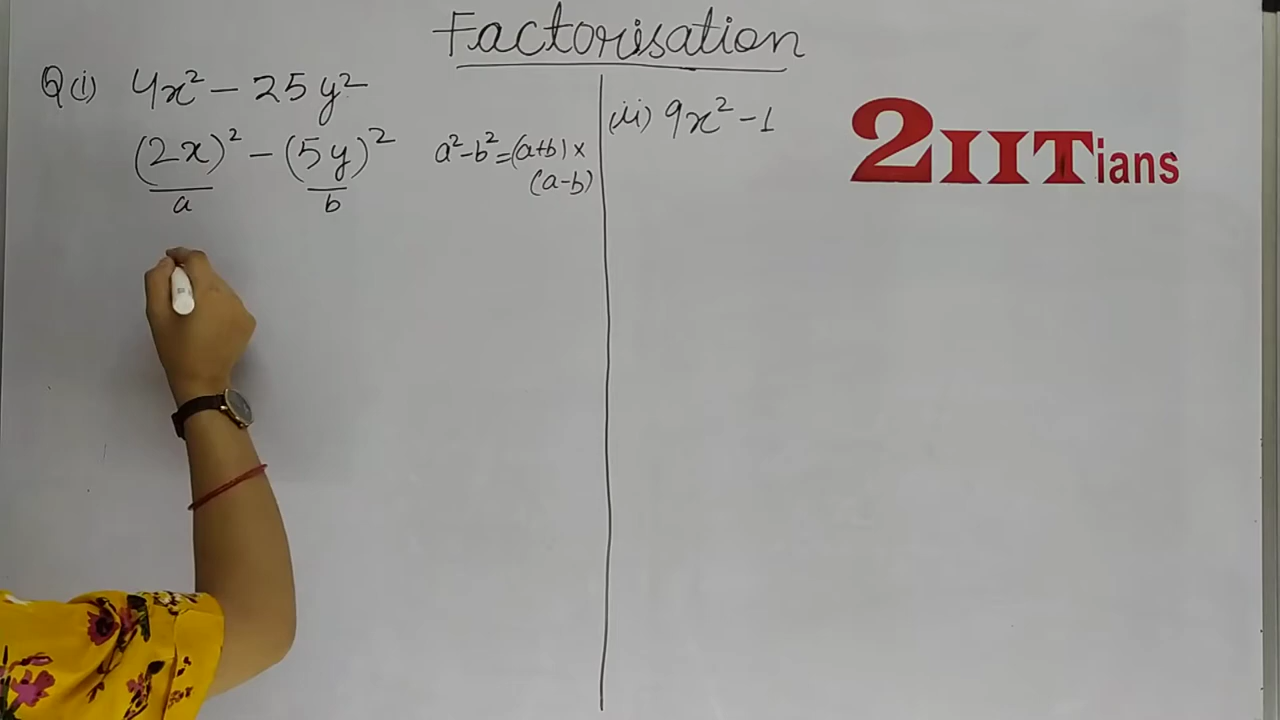 Factorisation
Q(i) 4x² - 25y²
(2x)² - (5y)² a²-b²=(a+b)×
(a-b)
a b
(ii) 9x² - 1
2IITians